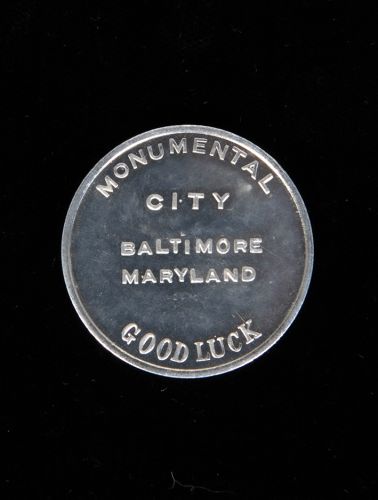 MONUMENTAL
CITY
BALTIMORE
MARYLAND
GOOD LUCK